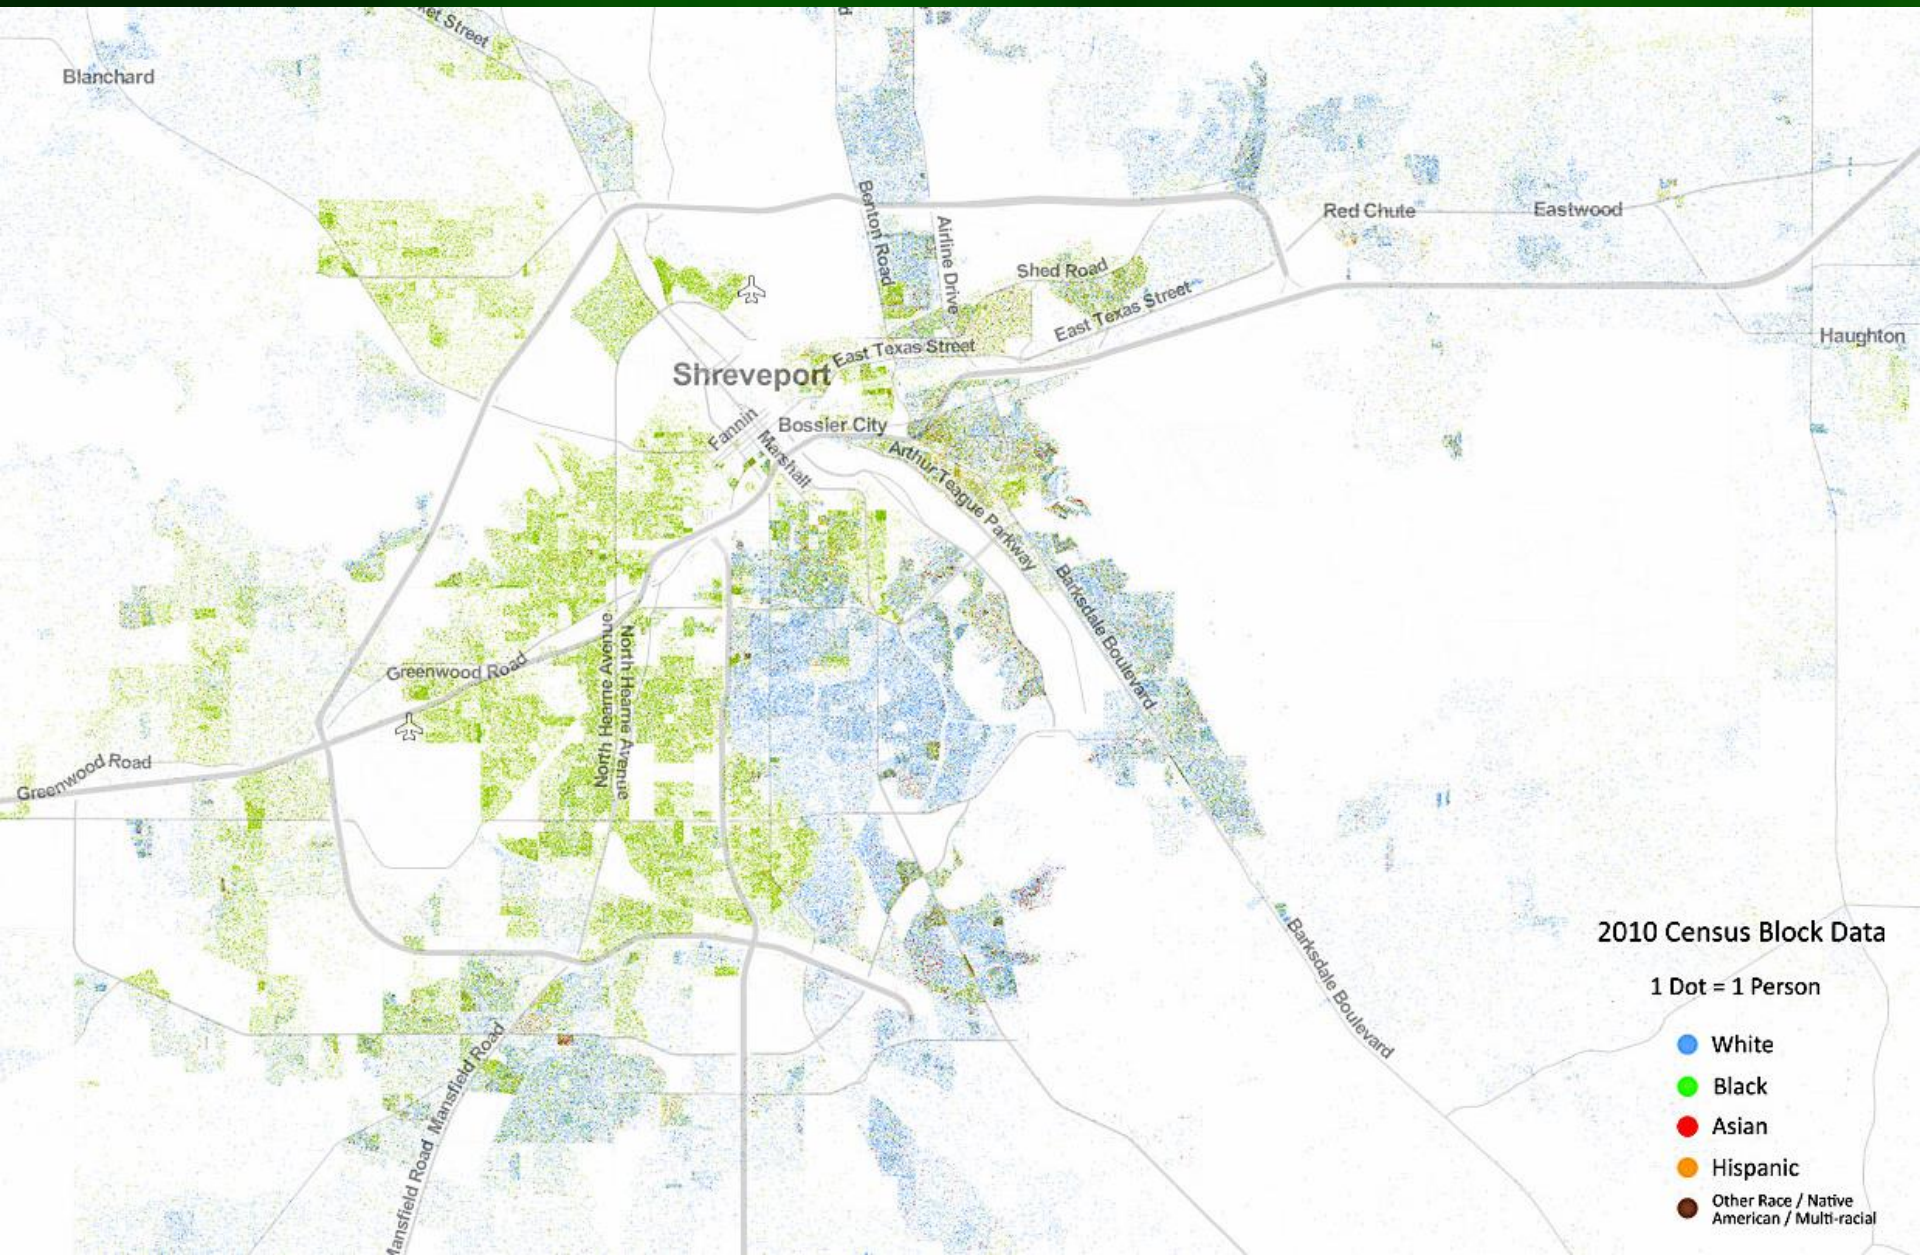 ket Street
Blanchard
Benton Road
Airline Drive
Red Chute
Eastwood
Shed Road
East Texas Street
East Texas Street
Haughton
Shreveport
Bossier City
Fannin
Marshall
Arthur Teague Parkway
Barksdale Boulevard
Greenwood Road
North Hearne Avenue
North Hearne Avenue
Greenwood Road
Barksdale Boulevard
Mansfield Road
Mansfield Road
2010 Census Block Data
1 Dot = 1 Person
White
Black
Asian
Hispanic
Other Race / Native
American / Multi-racial